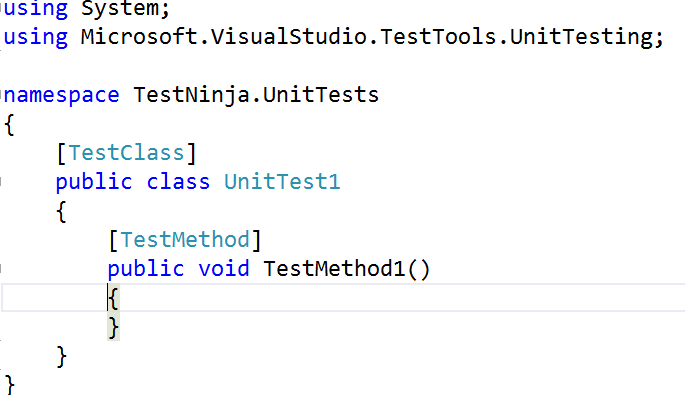 using System;
using Microsoft.VisualStudio.TestTools.UnitTesting;
namespace TestNinja.UnitTests
{
[TestClass]
public class UnitTest1
{
[TestMethod]
public void TestMethod1()
{
}
}
}